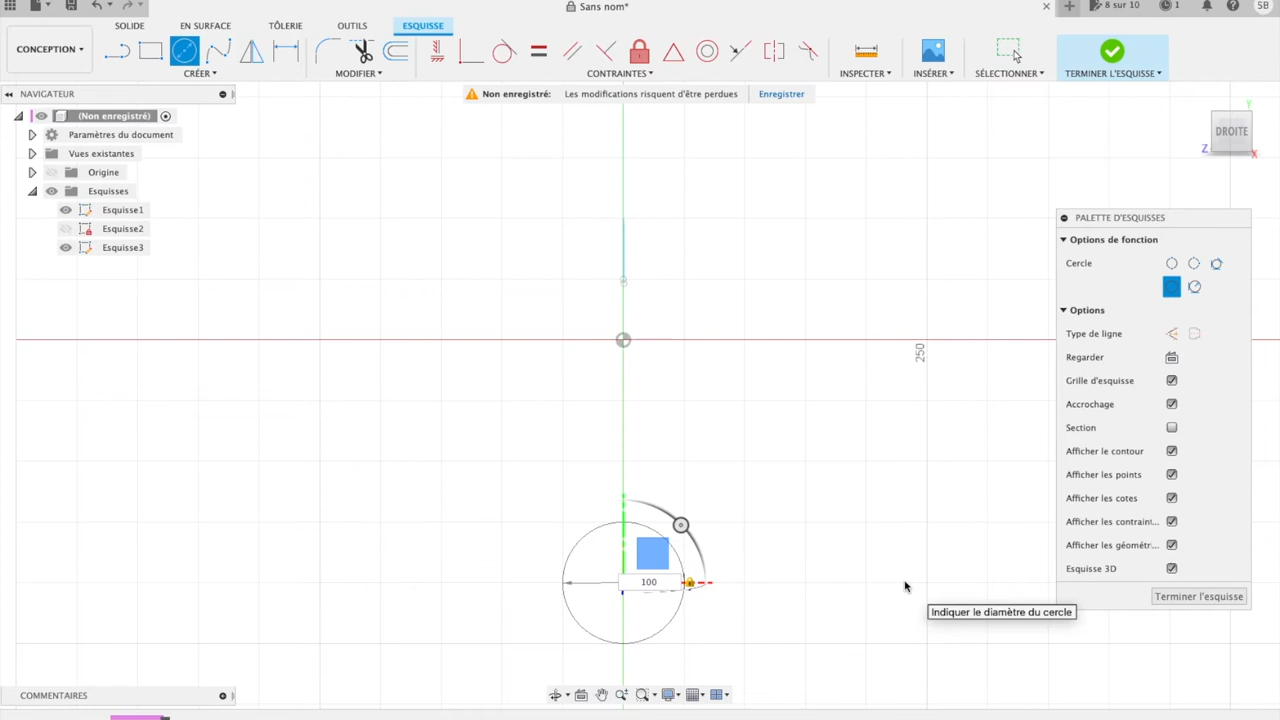 Sans nom*
8 sur 10
1
SB
SOLIDE
EN SURFACE
TÔLERIE
OUTILS
ESQUISSE
CONCEPTION
CRÉER
MODIFIER
CONTRAINTES
INSPECTER
INSÉRER
SÉLECTIONNER
TERMINER L'ESQUISSE
NAVIGATEUR
Non enregistré:
Les modifications risquent d'être perdues
Enregistrer
(Non enregistré)
Paramètres du document
Vues existantes
Origine
Esquisses
Esquisse1
Esquisse2
Esquisse3
Y
DROITE
Z
X
250
100
Indiquer le diamètre du cercle
PALETTE D'ESQUISSES
Options de fonction
Cercle
Options
Type de ligne
Regarder
Grille d'esquisse
Accrochage
Section
Afficher le contour
Afficher les points
Afficher les cotes
Afficher les contrain...
Afficher les géométr...
Esquisse 3D
Terminer l'esquisse
COMMENTAIRES